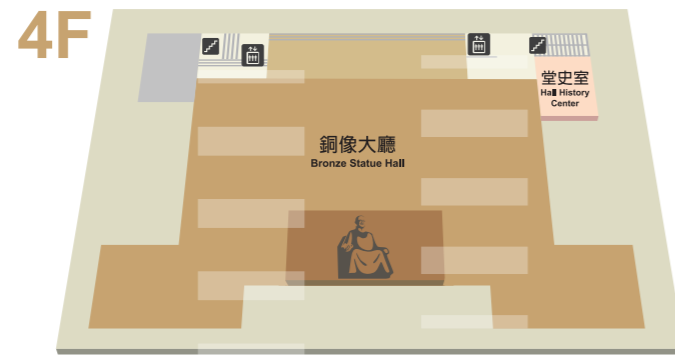 4F
堂史室
Hall History
Center
銅像大廳
Bronze Statue Hall